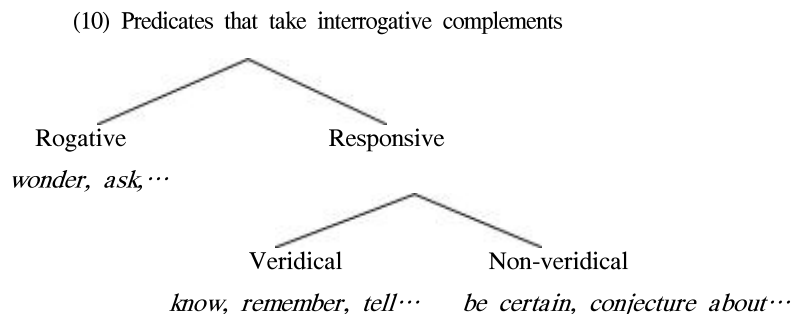 (10) Predicates that take interrogative complements
Rogative Responsive
wonder, ask,…
Veridical Non-veridical
know, remember, tell… be certain, conjecture about…